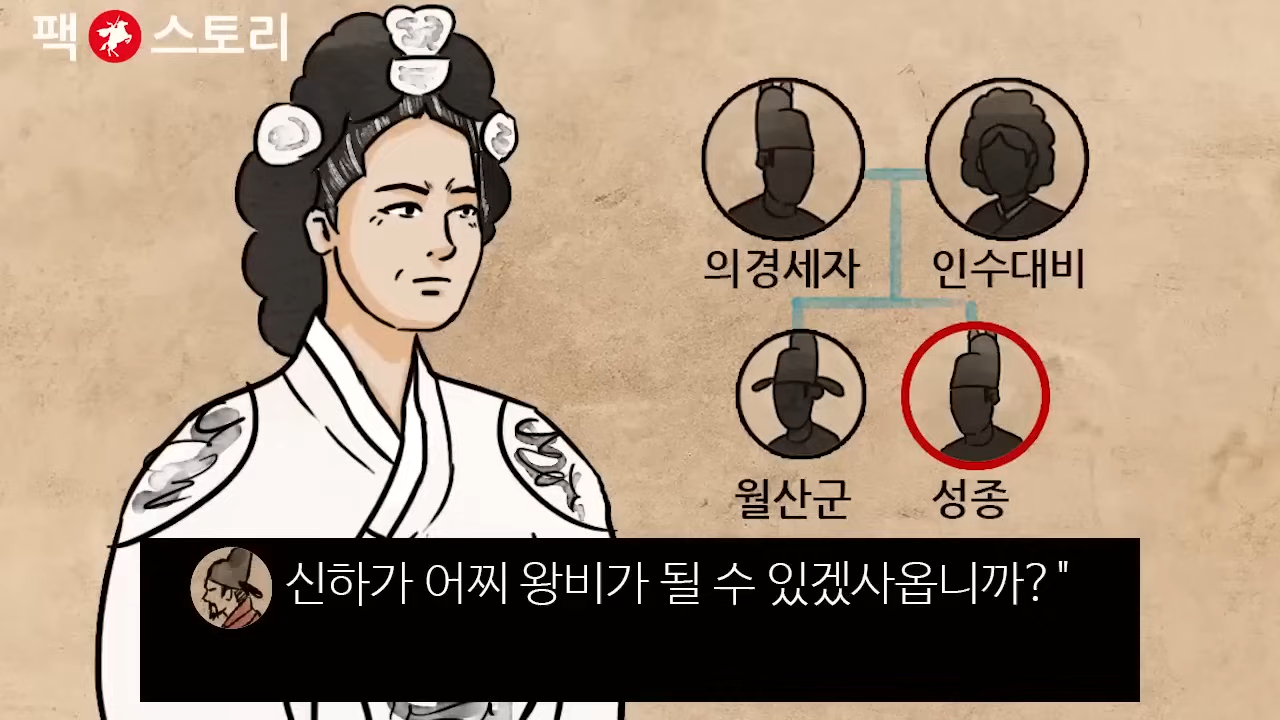 팩스토리
의경세자
인수대비
월산군
성종
신하가 어찌 왕비가 될 수 있겠사옵니까?"